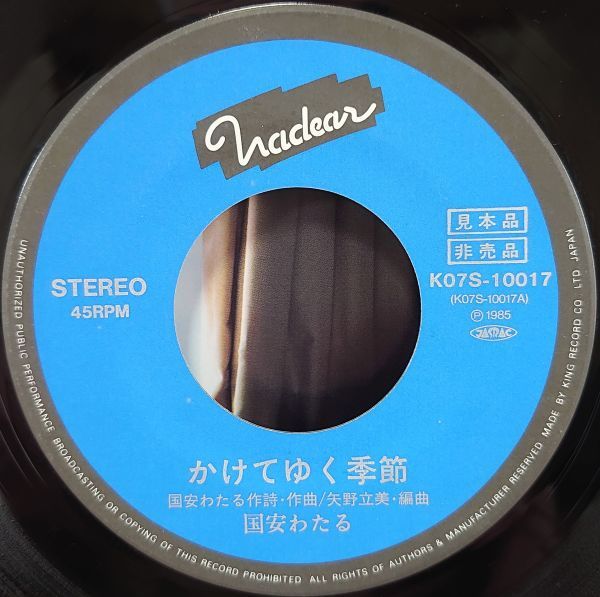 Nadear
見本品
非売品
STEREO
45RPM
K07S-10017
(K07S-10017A)
Ⓟ 1985
JASRAC
かけてゆく季節
国安わたる作詩・作曲/矢野立美・編曲
国安わたる
UNAUTHORIZED PUBLIC PERFORMANCE BROADCASTING OR COPYING OF THIS RECORD PROHIBITED ALL RIGHTS OF AUTHORS & MANUFACTURER RESERVED MADE BY KING RECORD CO LTD JAPAN